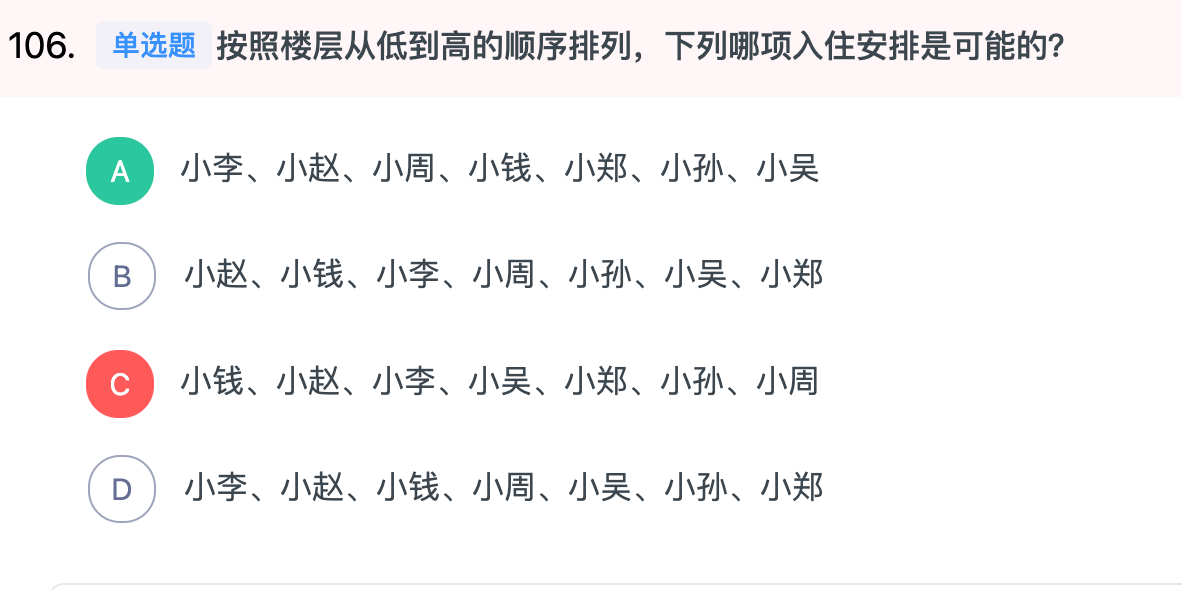 106. 单选题 按照楼层从低到高的顺序排列，下列哪项入住安排是可能的?
A 小李、小赵、小周、小钱、小郑、小孙、小吴
B 小赵、小钱、小李、小周、小孙、小吴、小郑
C 小钱、小赵、小李、小吴、小郑、小孙、小周
D 小李、小赵、小钱、小周、小吴、小孙、小郑